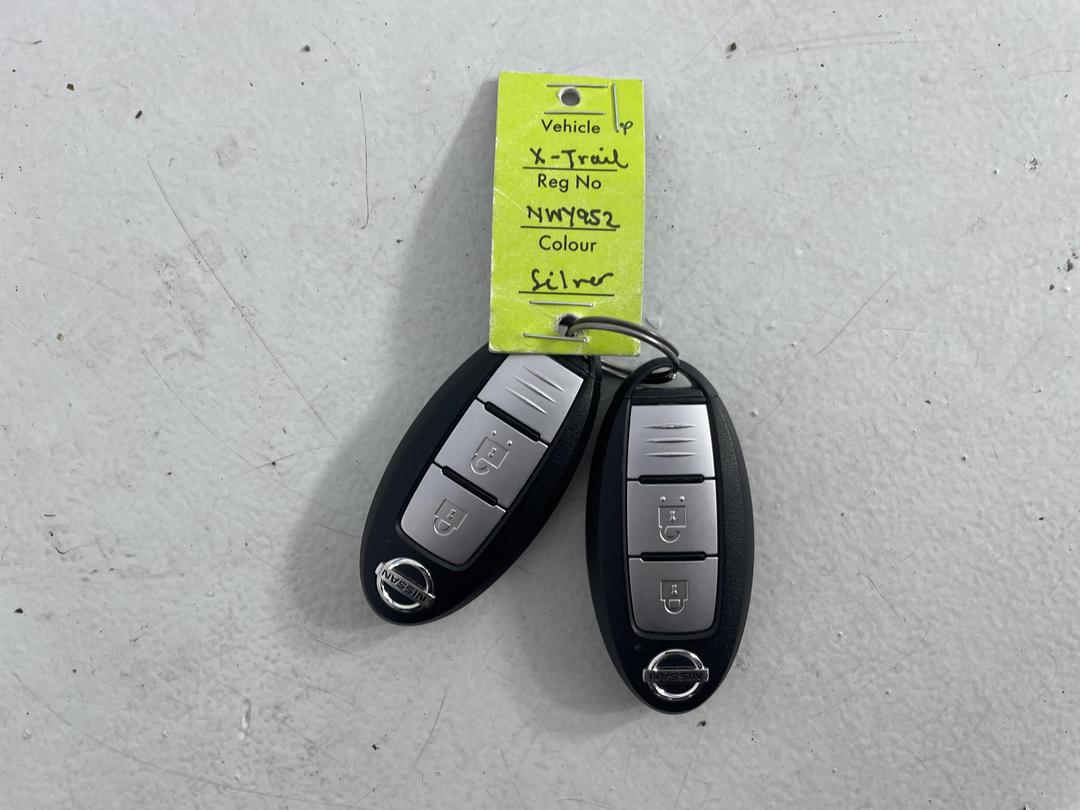 Vehicle
X-Trail
Reg No
NWY952
Colour
Silver
NISSAN
NISSAN